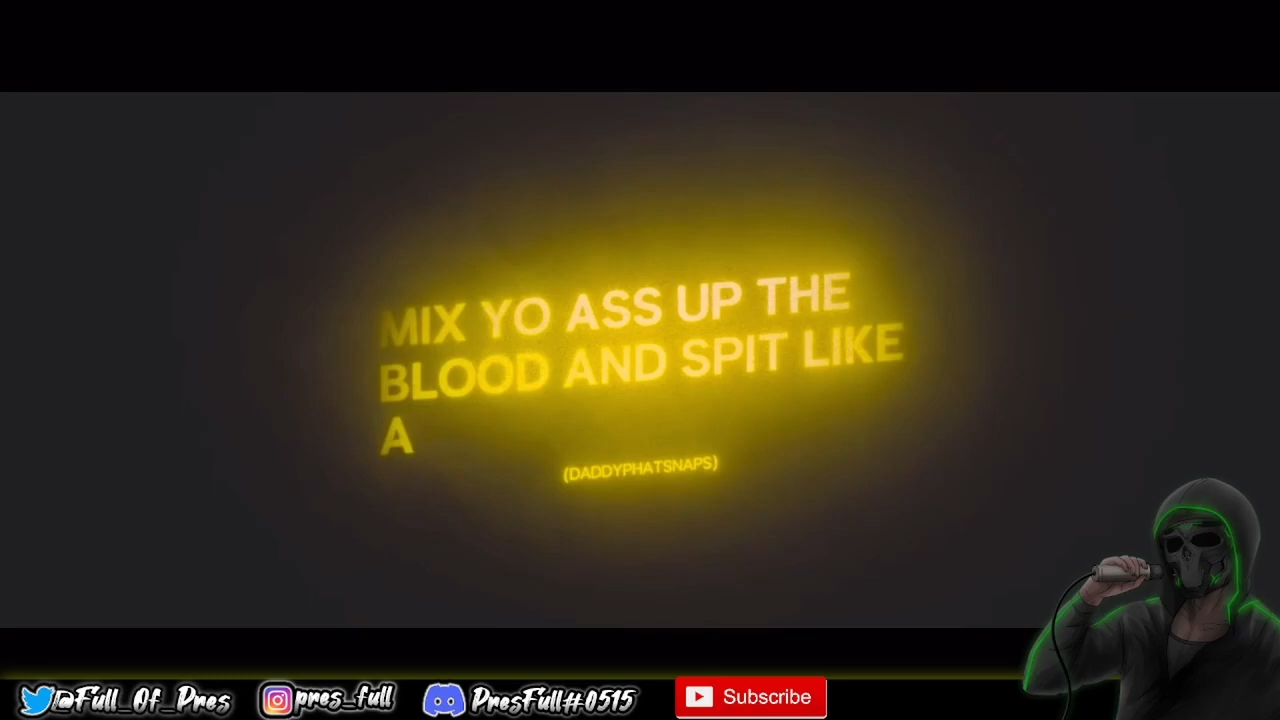 MIX YO ASS UP THE
BLOOD AND SPIT LIKE
A
(DADDYPHATSNAPS)
@Full_Of_Pres pres_full PresFull#0515 Subscribe